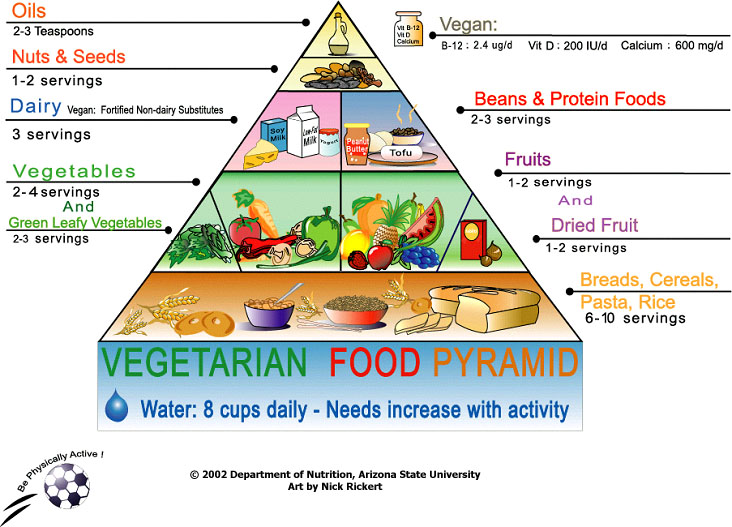 Oils
2-3 Teaspoons
Nuts & Seeds
1-2 servings
Dairy Vegan: Fortified Non-dairy Substitutes
3 servings
Vegetables
2-4 servings
And
Green Leafy Vegetables
2-3 servings
Vit B-12
Vit D
Calcium
Vegan:
B-12 : 2.4 ug/d Vit D : 200 IU/d Calcium : 600 mg/d
Beans & Protein Foods
2-3 servings
Fruits
1-2 servings
And
Dried Fruit
1-2 servings
Breads, Cereals,
Pasta, Rice
6-10 servings
Soy
Milk
Low-Fat
Milk
Yogurt
Peanut
Butter
Tofu
VEGETARIAN FOOD PYRAMID
Water: 8 cups daily - Needs increase with activity
Be Physically Active !
© 2002 Department of Nutrition, Arizona State University
Art by Nick Rickert